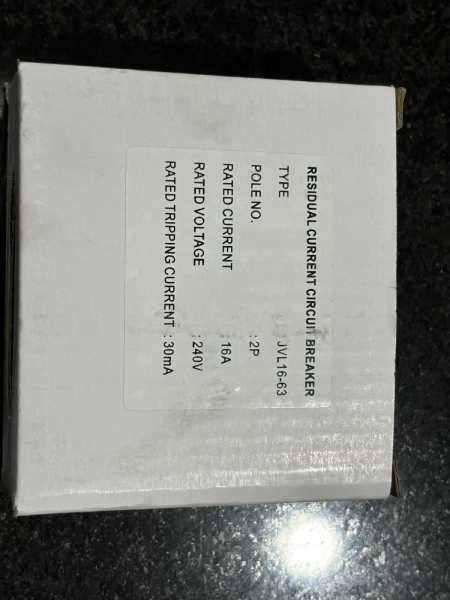 RESIDUAL CURRENT CIRCUIT BREAKER
TYPE : JVL16-63
POLE NO. : 2P
RATED CURRENT : 16A
RATED VOLTAGE : 240V
RATED TRIPPING CURRENT : 30mA